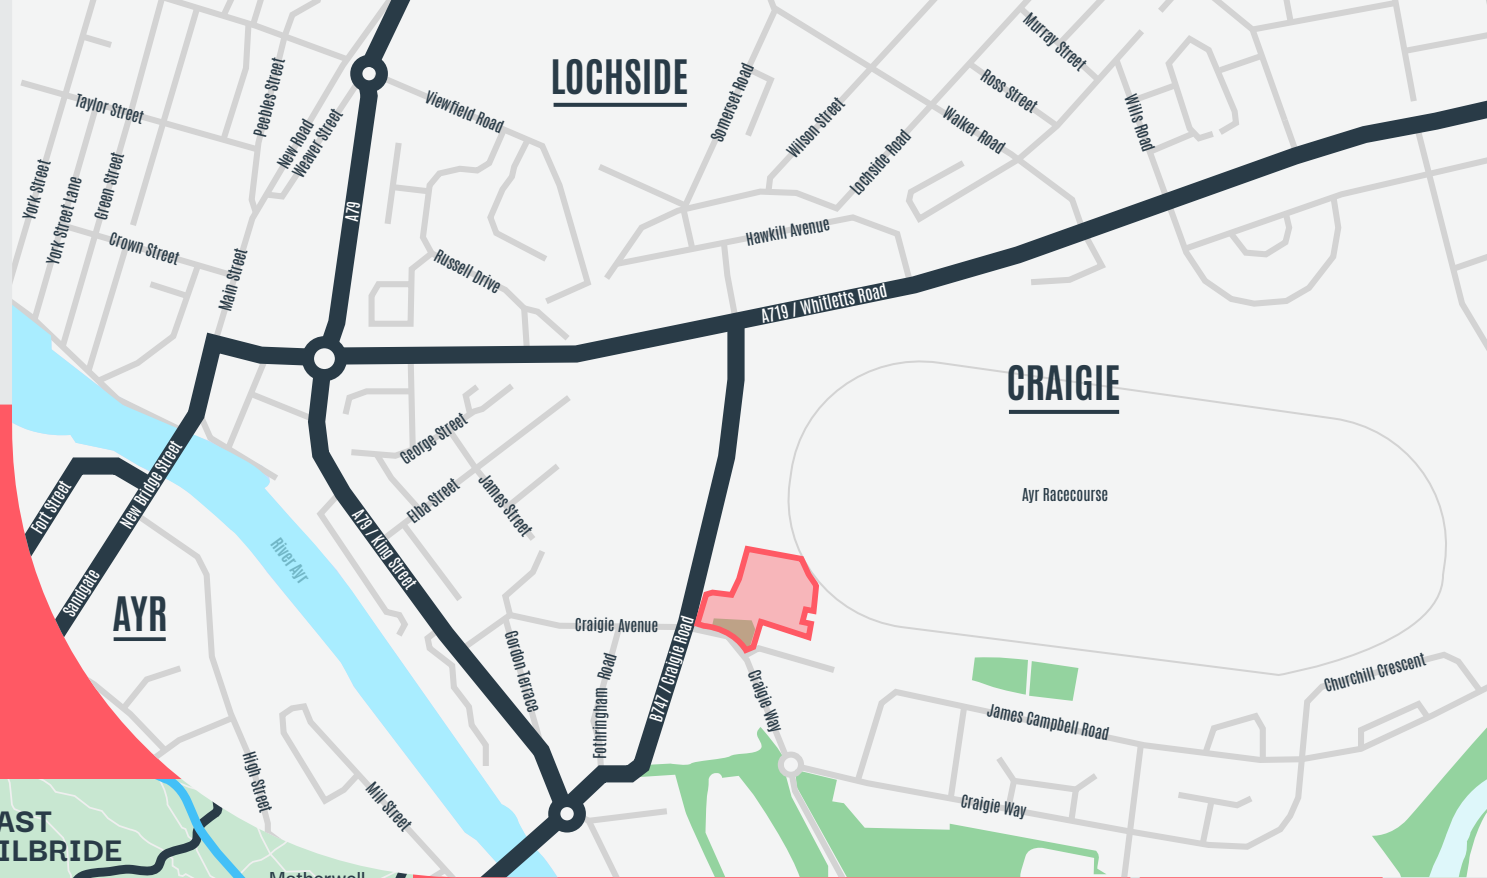 LOCHSIDE
Murray Street
Ross Street
Viewfield Road
Somerset Road
Wilson Street
Walker Road
Wills Road
Peebles Street
Taylor Street
New Road
Weaver Street
Lochside Road
York Street
York Street Lane
Green Street
A79
Crown Street
Hawkill Avenue
Main Street
Russell Drive
A719 / Whitletts Road
CRAIGIE
George Street
Elba Street
James Street
Ayr Racecourse
New Bridge Street
Fort Street
A79 / King Street
River Ayr
Sandgate
AYR
Craigie Avenue
Gordon Terrace
Fothringham Road
B747 / Craigie Road
Craigie Way
Churchill Crescent
James Campbell Road
High Street
Mill Street
Craigie Way
AST
ILBRIDE
Motherwell